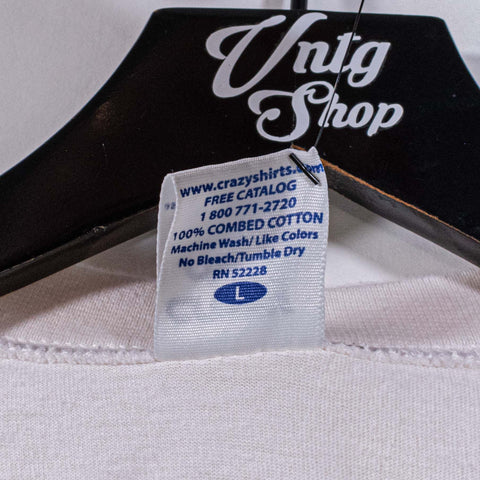 Vntg
Shop
www.crazyshirts.com
FREE CATALOG
1 800 771-2720
100% COMBED COTTON
Machine Wash/ Like Colors
No Bleach/Tumble Dry
RN 52228
L